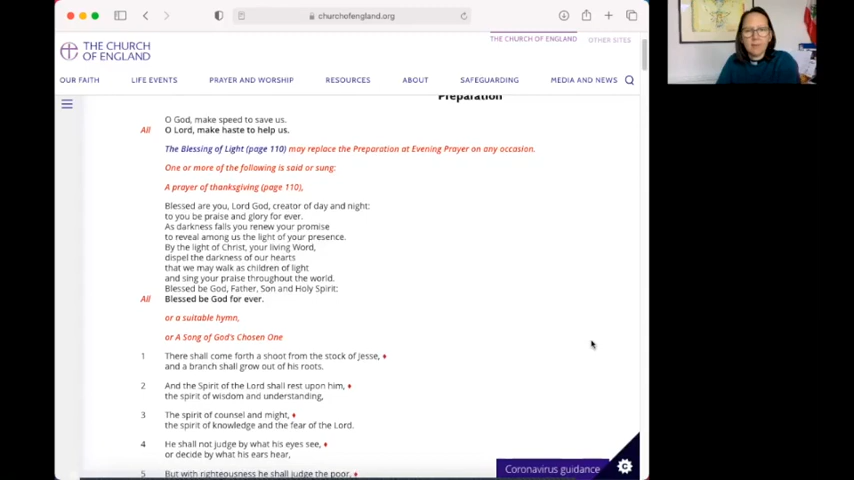 churchofengland.org
THE CHURCH OF ENGLAND
OTHER SITES
THE CHURCH
OF ENGLAND
OUR FAITH
LIFE EVENTS
PRAYER AND WORSHIP
RESOURCES
ABOUT
SAFEGUARDING
MEDIA AND NEWS
Preparation
O God, make speed to save us.
All O Lord, make haste to help us.
The Blessing of Light (page 110) may replace the Preparation at Evening Prayer on any occasion.
One or more of the following is said or sung:
A prayer of thanksgiving (page 110),
Blessed are you, Lord God, creator of day and night:
to you be praise and glory for ever.
As darkness falls you renew your promise
to reveal among us the light of your presence.
By the light of Christ, your living Word,
dispel the darkness of our hearts
that we may walk as children of light
and sing your praise throughout the world.
Blessed be God, Father, Son and Holy Spirit:
All Blessed be God for ever.
or a suitable hymn,
or A Song of God's Chosen One
1 There shall come forth a shoot from the stock of Jesse, ♦
and a branch shall grow out of his roots.
2 And the Spirit of the Lord shall rest upon him, ♦
the spirit of wisdom and understanding,
3 The spirit of counsel and might, ♦
the spirit of knowledge and the fear of the Lord.
4 He shall not judge by what his eyes see, ♦
or decide by what his ears hear,
5 But with righteousness he shall judge the poor, ♦
Coronavirus guidance